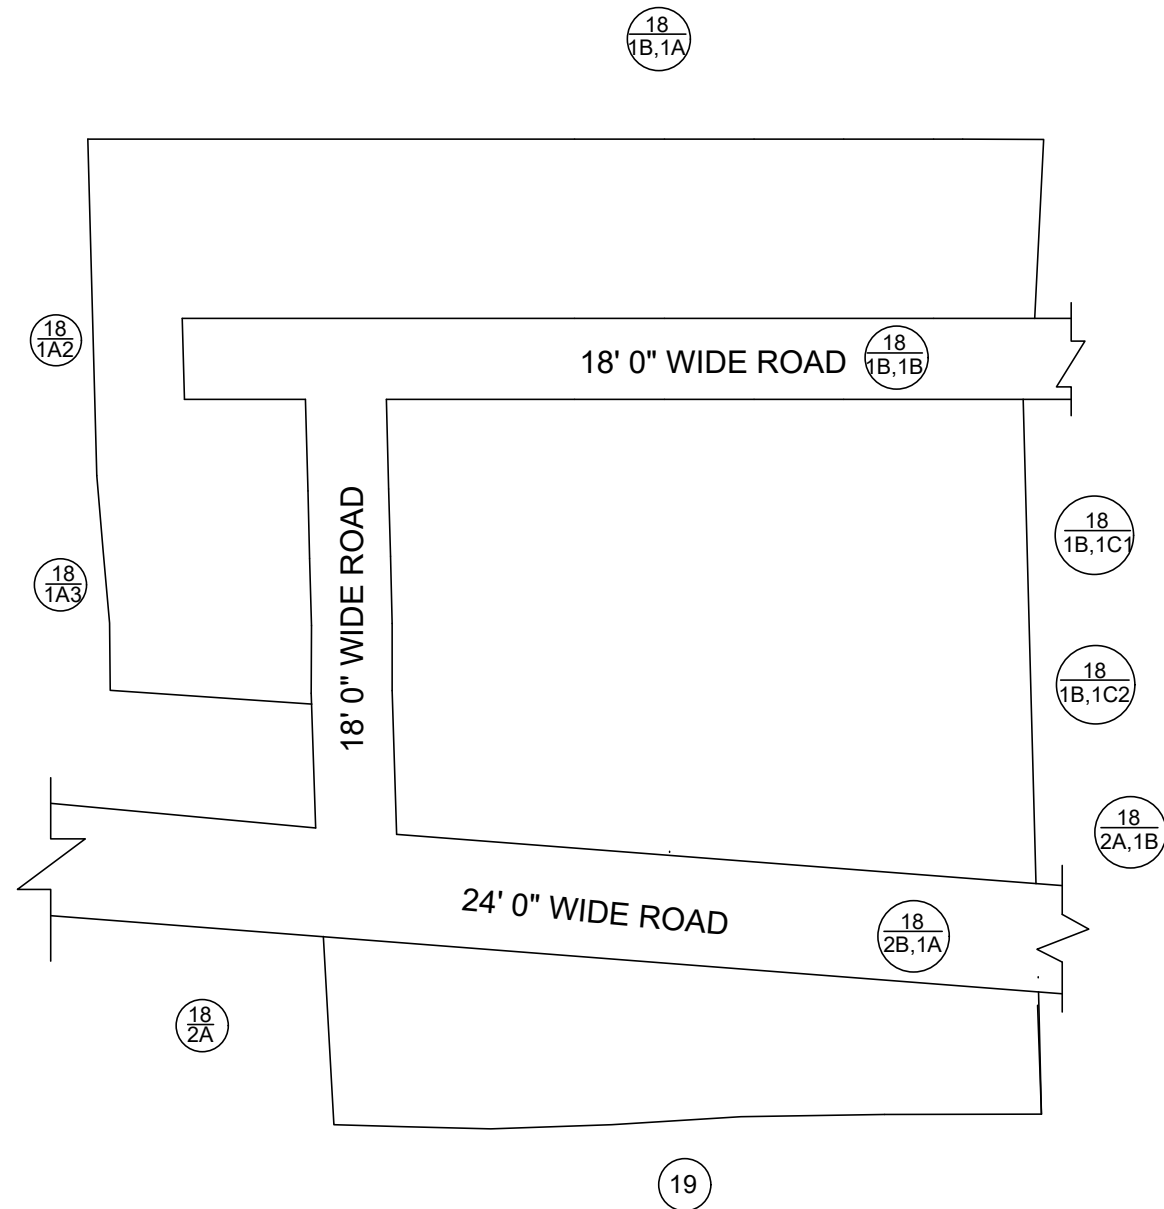 18
1B,1A
18
1A2
18' 0" WIDE ROAD
18
1B,1B
18
1B,1C1
18
1A3
18' 0" WIDE ROAD
18
1B,1C2
18
2A,1B
24' 0" WIDE ROAD
18
2B,1A
18
2A
19